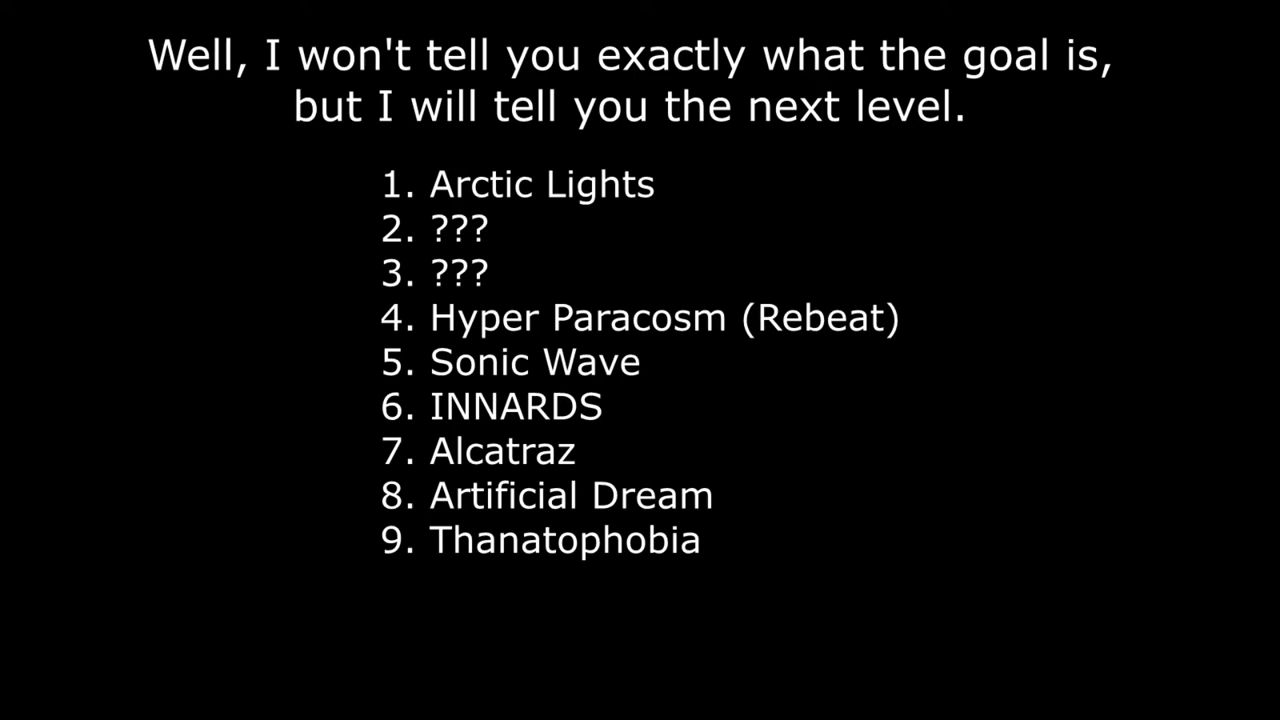 Well, I won't tell you exactly what the goal is,
but I will tell you the next level.
1. Arctic Lights
2. ???
3. ???
4. Hyper Paracosm (Rebeat)
5. Sonic Wave
6. INNARDS
7. Alcatraz
8. Artificial Dream
9. Thanatophobia